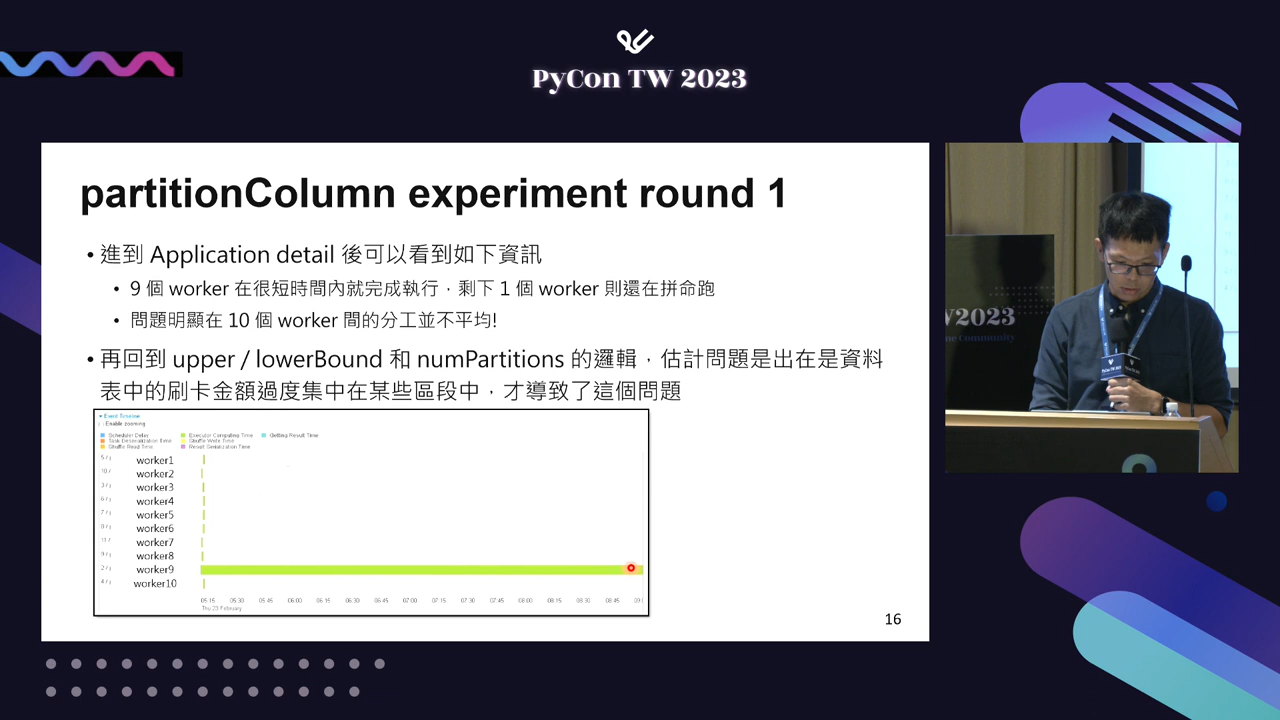 PyCon TW 2023
partitionColumn experiment round 1
• 進到 Application detail 後可以看到如下資訊
• 9 個 worker 在很短時間內就完成執行，剩下 1 個 worker 則還在拼命跑
• 問題明顯在 10 個 worker 間的分工並不平均!
• 再回到 upper / lowerBound 和 numPartitions 的邏輯，估計問題是出在是資料
表中的刷卡金額過度集中在某些區段中，才導致了這個問題
Event Timeline
Enable zooming
Scheduler Delay
Executor Computing Time
Getting Result Time
Task Deserialization Time
Shuffle Write Time
Shuffle Read Time
Result Serialization Time
worker1
worker2
worker3
worker4
worker5
worker6
worker7
worker8
worker9
worker10
05:15 05:30 05:45 06:00 06:15 06:30 06:45 07:00 07:15 07:30 07:45 08:00 08:15 08:30 08:45
Thu 23 February
16
2023